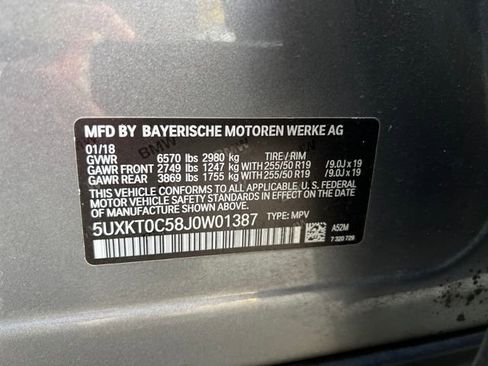 MFD BY BAYERISCHE MOTOREN WERKE AG
01/18
GVWR 6570 lbs 2980 kg TIRE / RIM
GAWR FRONT 2749 lbs 1247 kg WITH 255/50 R19 /9.0J x 19
GAWR REAR 3869 lbs 1755 kg WITH 255/50 R19 /9.0J x 19
THIS VEHICLE CONFORMS TO ALL APPLICABLE U.S. FEDERAL
MOTOR VEHICLE SAFETY STANDARDS IN EFFECT ON THE
DATE OF MANUFACTURE SHOWN ABOVE.
5UXKT0C58J0W01387 TYPE: MPV
A52M
7 320 729